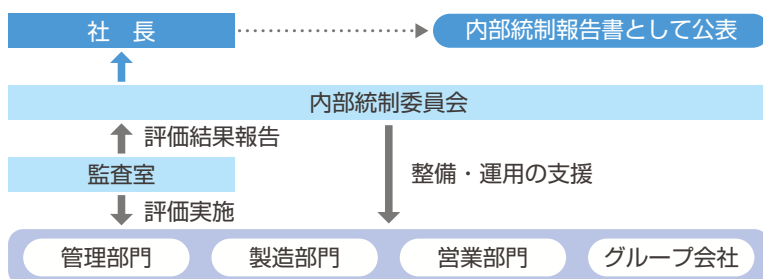 社　長
内部統制報告書として公表
内部統制委員会
評価結果報告
監査室
整備・運用の支援
評価実施
管理部門
製造部門
営業部門
グループ会社